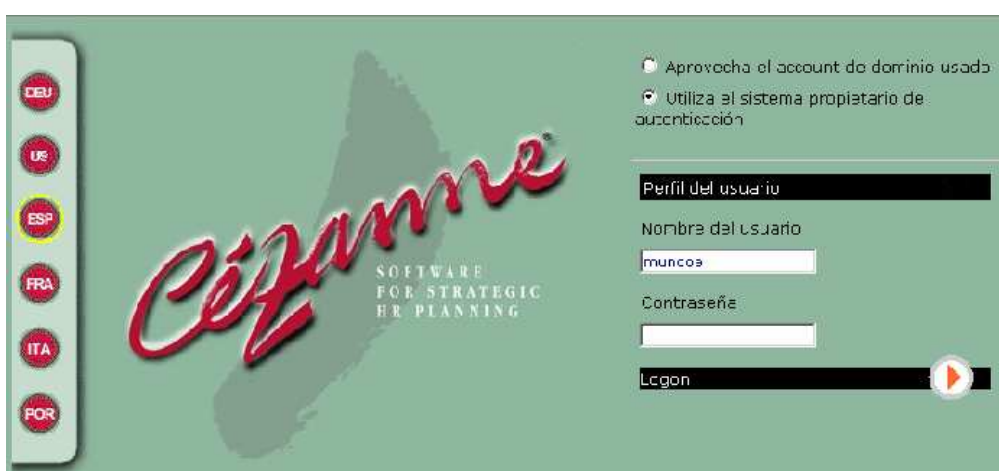 DEU
US
ESP
FRA
ITA
POR
Cézanne®
SOFTWARE
FOR STRATEGIC
HR PLANNING
Aprovecha el account de dominio usado
Utiliza el sistema propietario de
autenticación
Perfil del usuario
Nombre del usuario
muncoa
Contraseña
Logon